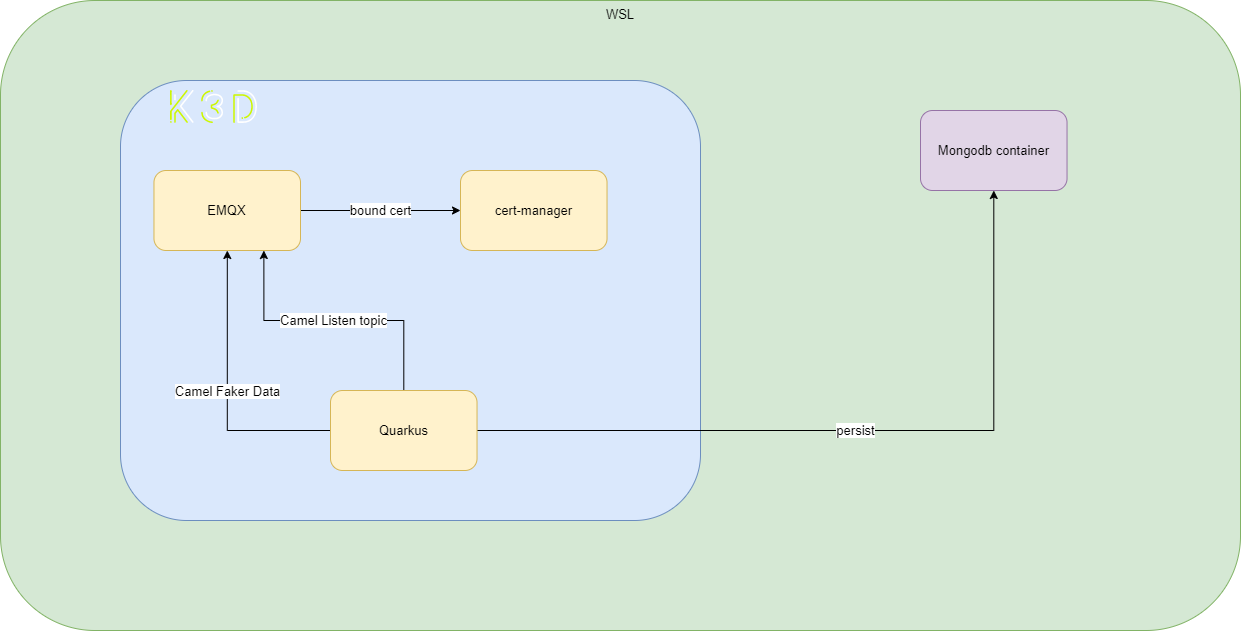 WSL
K3D
EMQX
bound cert
cert-manager
Mongodb container
Camel Listen topic
Camel Faker Data
Quarkus
persist